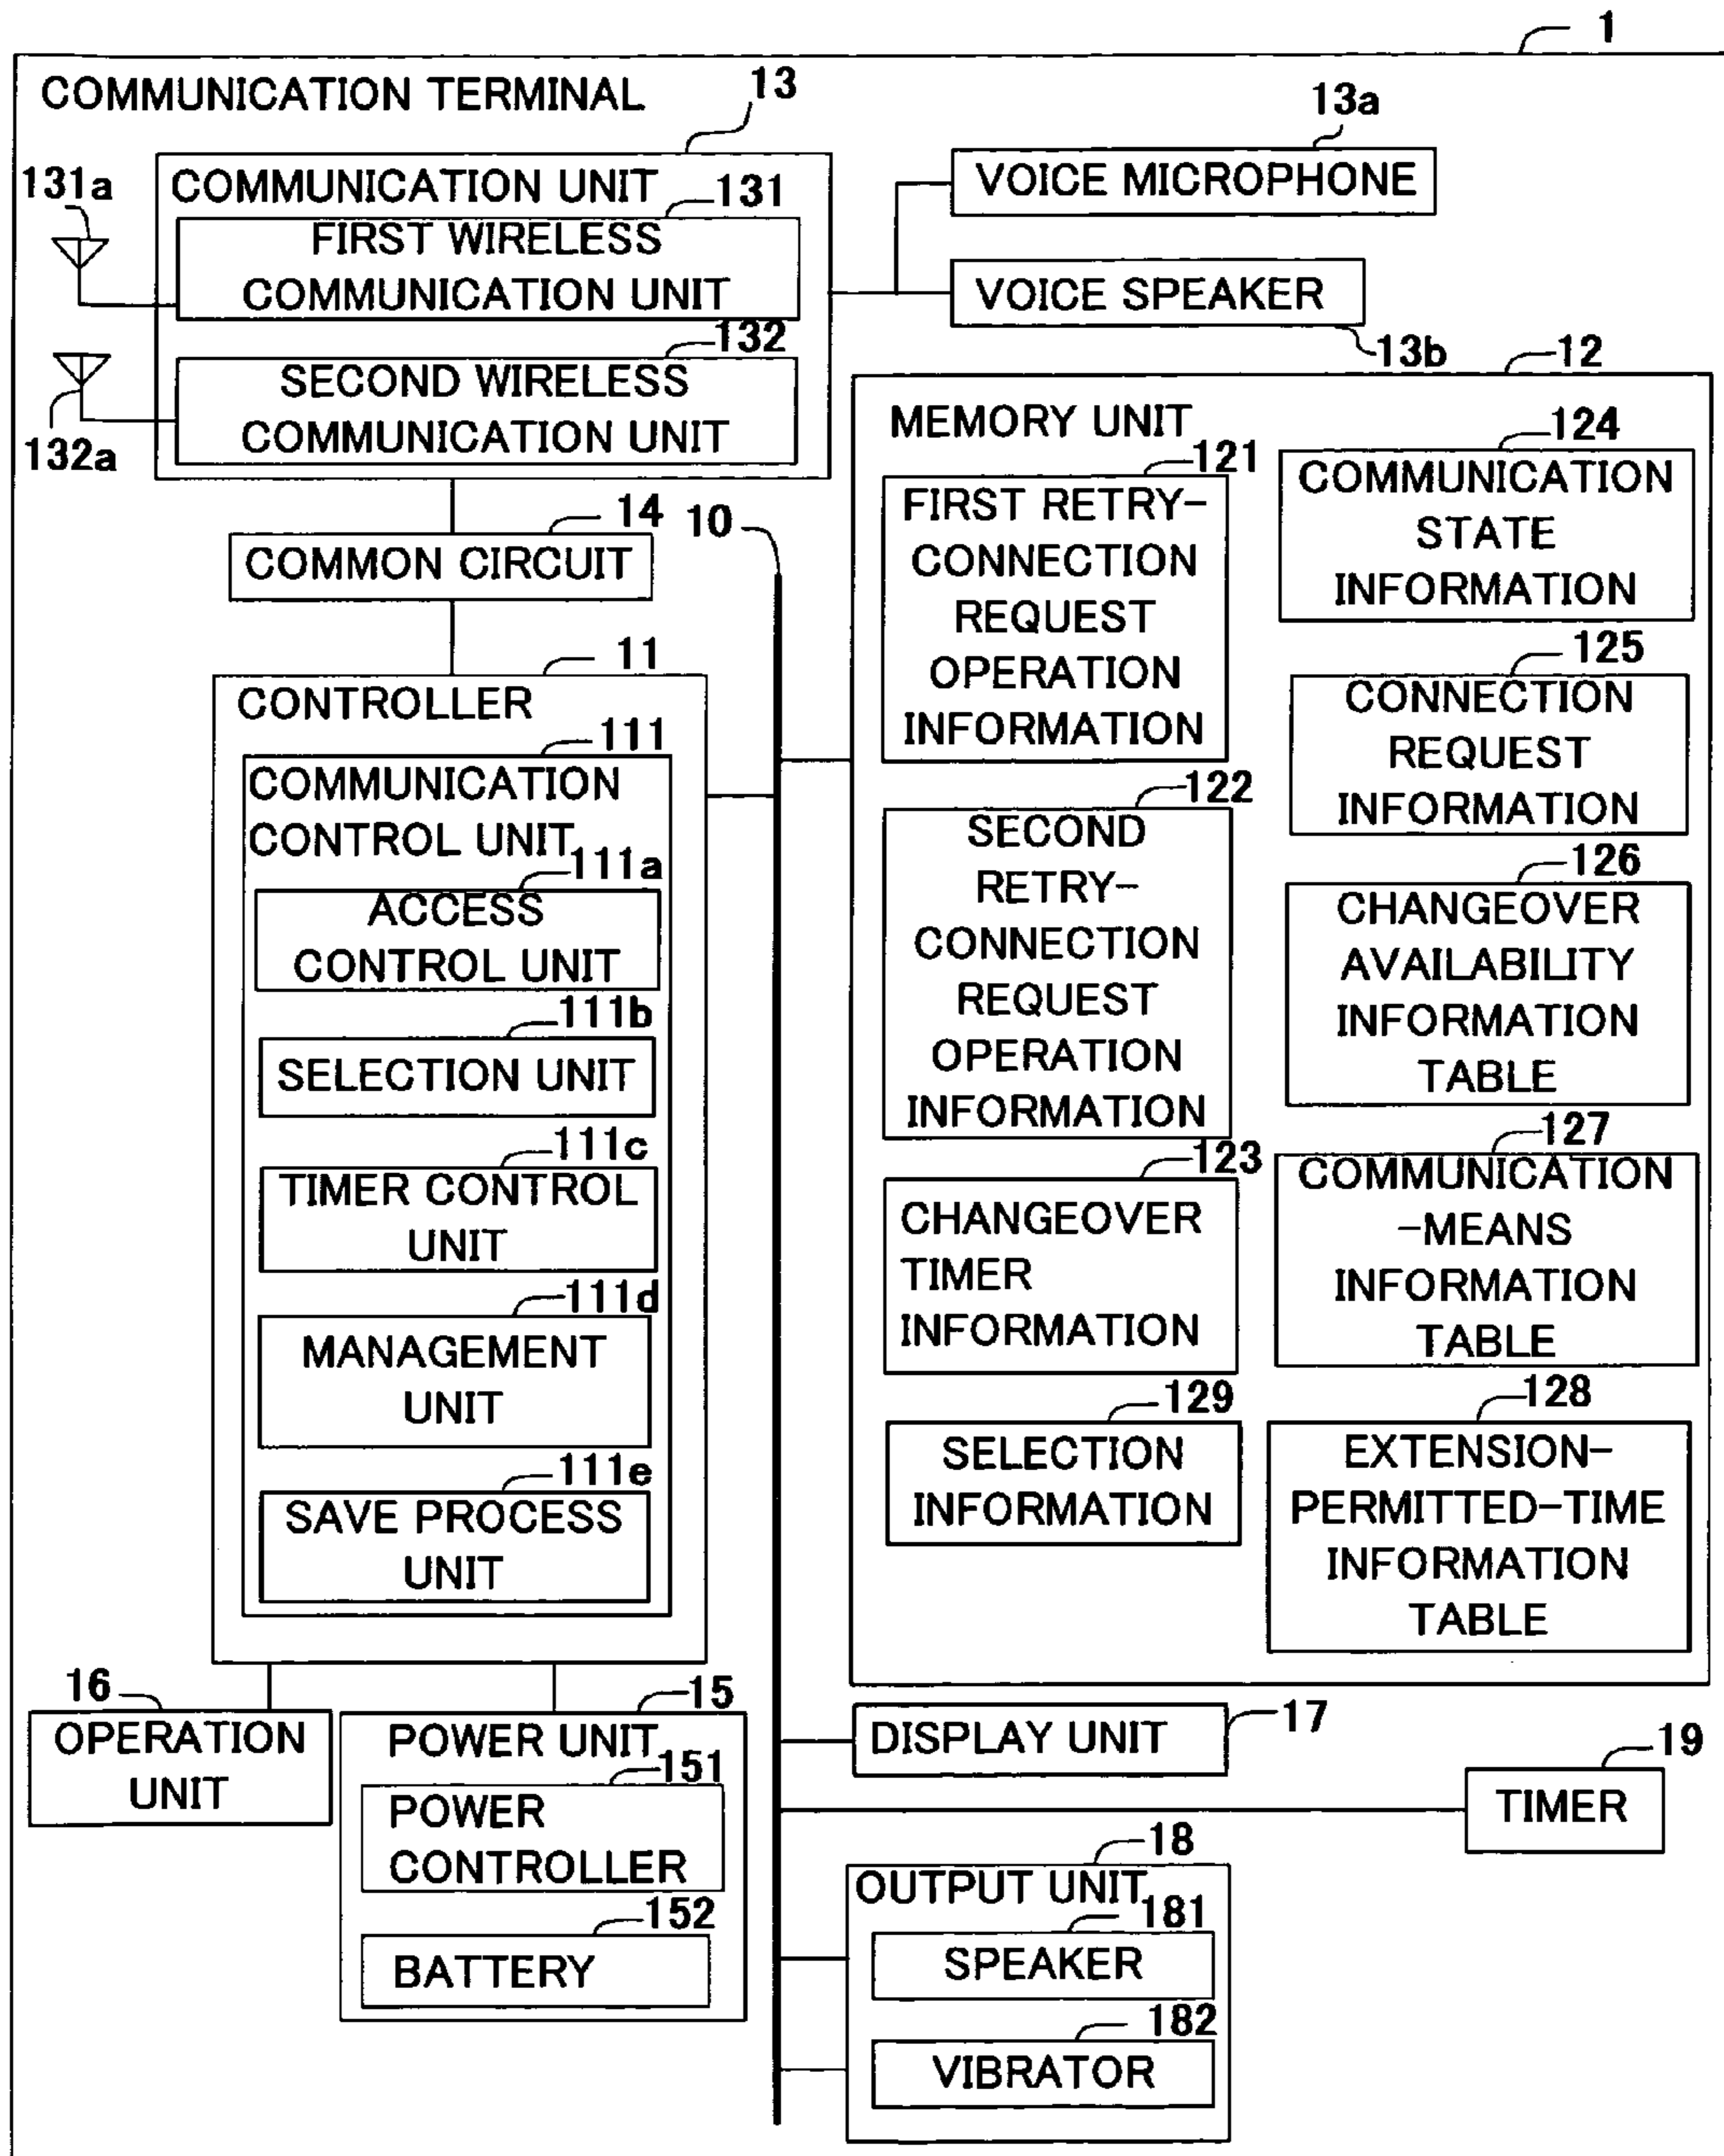 1
COMMUNICATION TERMINAL
13
13a
131a
COMMUNICATION UNIT
131
VOICE MICROPHONE
FIRST WIRELESS
COMMUNICATION UNIT
VOICE SPEAKER
13b
132
132a
SECOND WIRELESS
COMMUNICATION UNIT
14
COMMON CIRCUIT
10
11
CONTROLLER
111
COMMUNICATION
CONTROL UNIT
111a
ACCESS
CONTROL UNIT
111b
SELECTION UNIT
111c
TIMER CONTROL
UNIT
111d
MANAGEMENT
UNIT
111e
SAVE PROCESS
UNIT
12
MEMORY UNIT
121
FIRST RETRY-
CONNECTION
REQUEST
OPERATION
INFORMATION
122
SECOND
RETRY-
CONNECTION
REQUEST
OPERATION
INFORMATION
123
CHANGEOVER
TIMER
INFORMATION
129
SELECTION
INFORMATION
124
COMMUNICATION
STATE
INFORMATION
125
CONNECTION
REQUEST
INFORMATION
126
CHANGEOVER
AVAILABILITY
INFORMATION
TABLE
127
COMMUNICATION
-MEANS
INFORMATION
TABLE
128
EXTENSION-
PERMITTED-TIME
INFORMATION
TABLE
16
OPERATION
UNIT
15
POWER UNIT
151
POWER
CONTROLLER
152
BATTERY
DISPLAY UNIT
17
19
TIMER
18
OUTPUT UNIT
181
SPEAKER
182
VIBRATOR